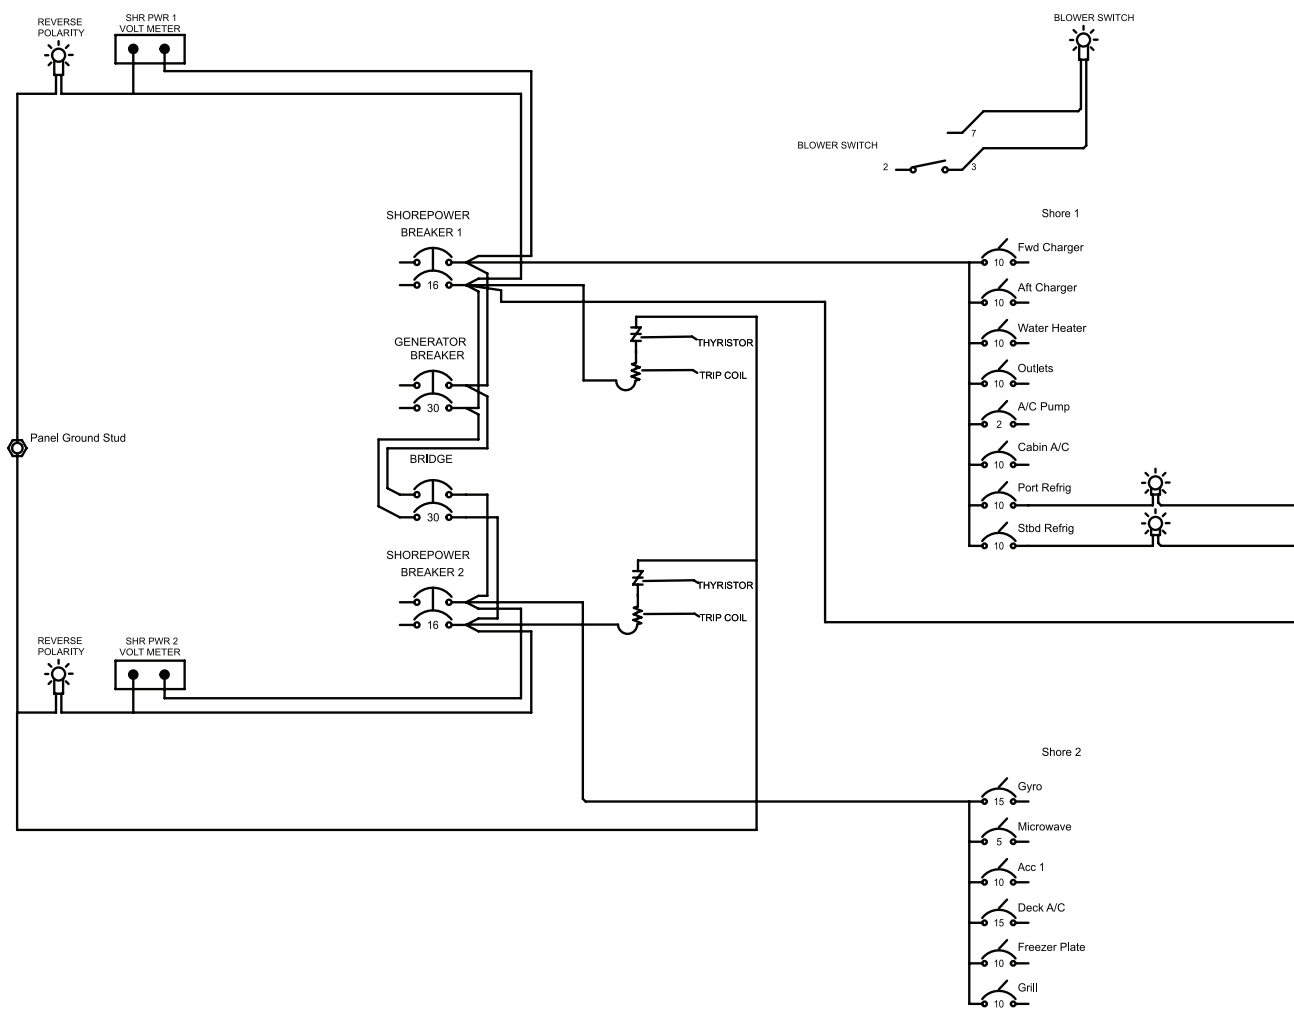 REVERSE
POLARITY
SHR PWR 1
VOLT METER
BLOWER SWITCH
7
BLOWER SWITCH
2
3
SHOREPOWER
BREAKER 1
16
GENERATOR
BREAKER
30
THYRISTOR
TRIP COIL
Panel Ground Stud
BRIDGE
30
SHOREPOWER
BREAKER 2
16
THYRISTOR
TRIP COIL
REVERSE
POLARITY
SHR PWR 2
VOLT METER
Shore 1
Fwd Charger
10
Aft Charger
10
Water Heater
10
Outlets
10
A/C Pump
2
Cabin A/C
10
Port Refrig
10
Stbd Refrig
10
Shore 2
Gyro
15
Microwave
5
Acc 1
10
Deck A/C
15
Freezer Plate
10
Grill
10